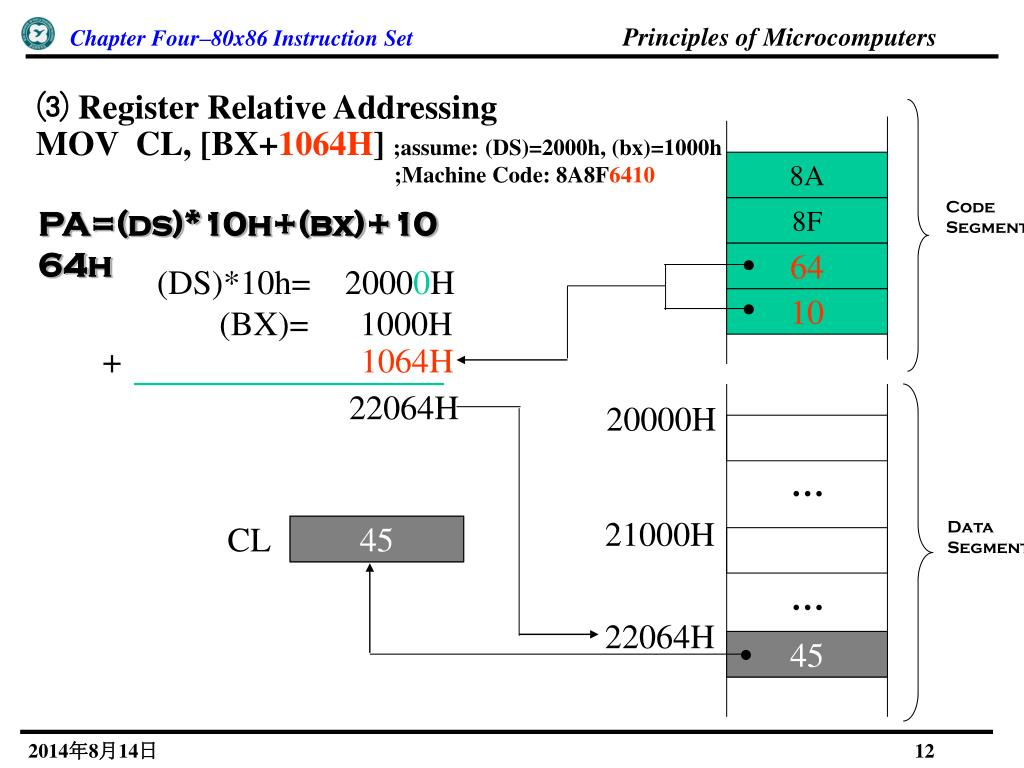 Chapter Four–80x86 Instruction Set
Principles of Microcomputers
⑶ Register Relative Addressing
MOV CL, [BX+1064H] ;assume: (DS)=2000h, (bx)=1000h
;Machine Code: 8A8F6410
PA=(ds)*10h+(bx)+10
64h
(DS)*10h= 20000H
(BX)= 1000H
+ 1064H
22064H
CL 45
8A
8F
64
10
Code
Segment
20000H
…
21000H
…
22064H
45
Data
Segment
2014年8月14日
12